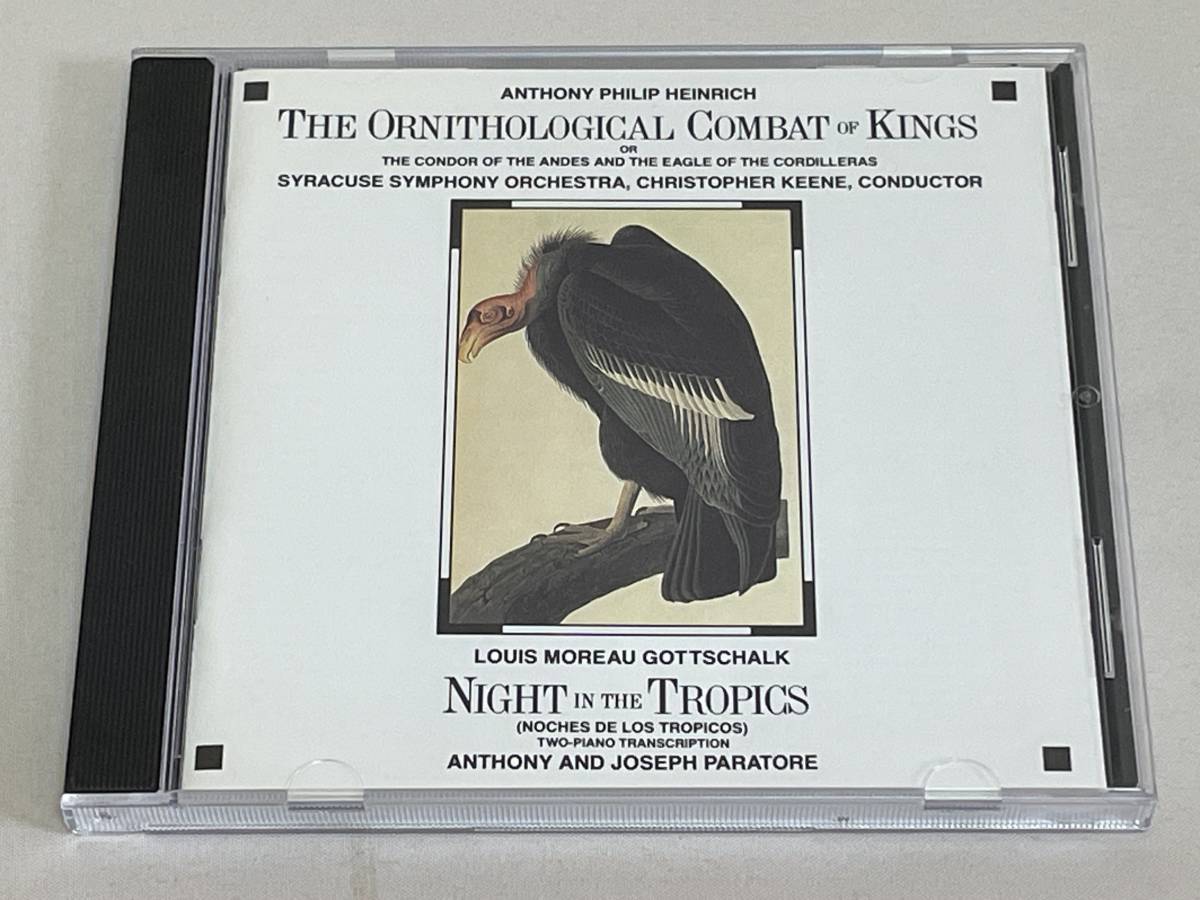 ANTHONY PHILIP HEINRICH
THE ORNITHOLOGICAL COMBAT OF KINGS
OR
THE CONDOR OF THE ANDES AND THE EAGLE OF THE CORDILLERAS
SYRACUSE SYMPHONY ORCHESTRA, CHRISTOPHER KEENE, CONDUCTOR
LOUIS MOREAU GOTTSCHALK
NIGHT IN THE TROPICS
(NOCHES DE LOS TROPICOS)
TWO-PIANO TRANSCRIPTION
ANTHONY AND JOSEPH PARATORE